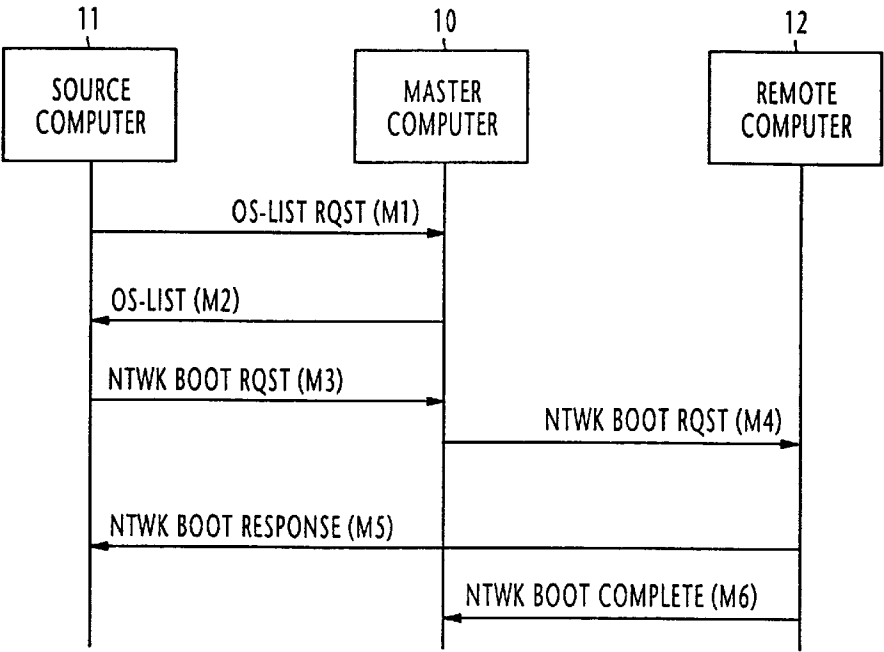 11
10
12
SOURCE
COMPUTER
MASTER
COMPUTER
REMOTE
COMPUTER
OS-LIST RQST (M1)
OS-LIST (M2)
NTWK BOOT RQST (M3)
NTWK BOOT RQST (M4)
NTWK BOOT RESPONSE (M5)
NTWK BOOT COMPLETE (M6)